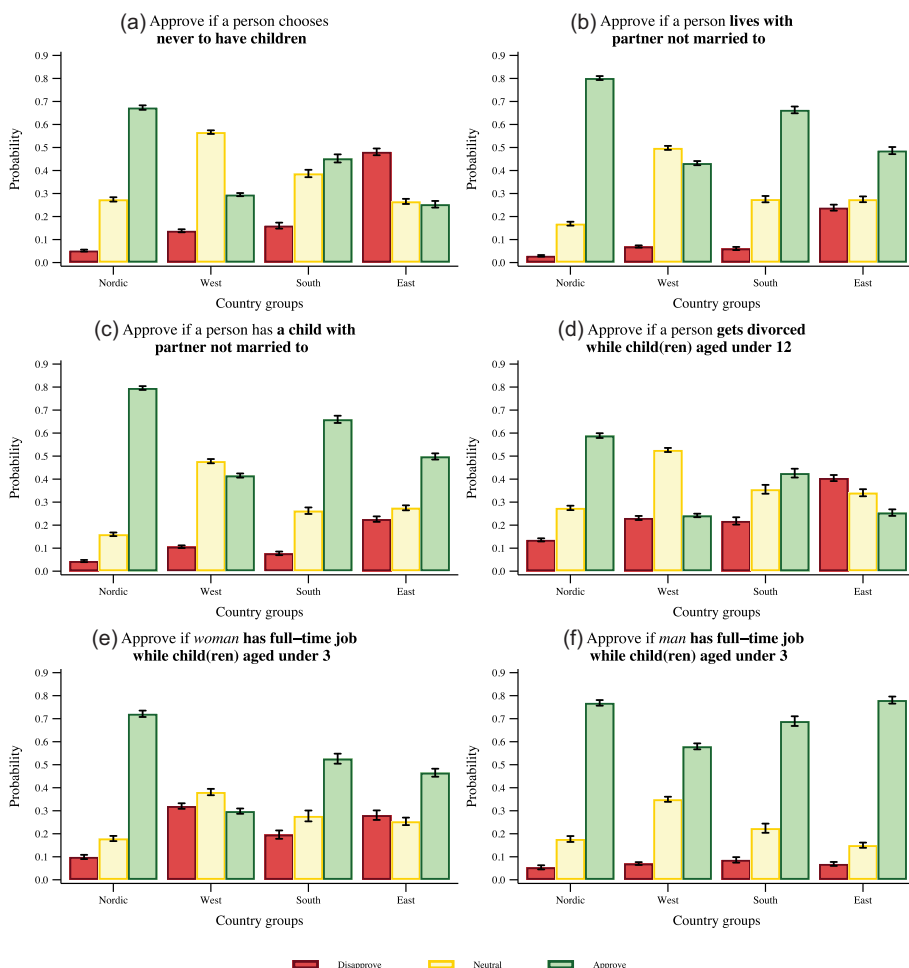 (a) Approve if a person chooses
never to have children
Probability
0.9
0.8
0.7
0.6
0.5
0.4
0.3
0.2
0.1
0.0
Nordic West South East
Country groups
(b) Approve if a person lives with
partner not married to
Probability
0.9
0.8
0.7
0.6
0.5
0.4
0.3
0.2
0.1
0.0
Nordic West South East
Country groups
(c) Approve if a person has a child with
partner not married to
Probability
0.9
0.8
0.7
0.6
0.5
0.4
0.3
0.2
0.1
0.0
Nordic West South East
Country groups
(d) Approve if a person gets divorced
while child(ren) aged under 12
Probability
0.9
0.8
0.7
0.6
0.5
0.4
0.3
0.2
0.1
0.0
Nordic West South East
Country groups
(e) Approve if woman has full−time job
while child(ren) aged under 3
Probability
0.9
0.8
0.7
0.6
0.5
0.4
0.3
0.2
0.1
0.0
Nordic West South East
Country groups
(f) Approve if man has full−time job
while child(ren) aged under 3
Probability
0.9
0.8
0.7
0.6
0.5
0.4
0.3
0.2
0.1
0.0
Nordic West South East
Country groups
Disapprove Neutral Approve